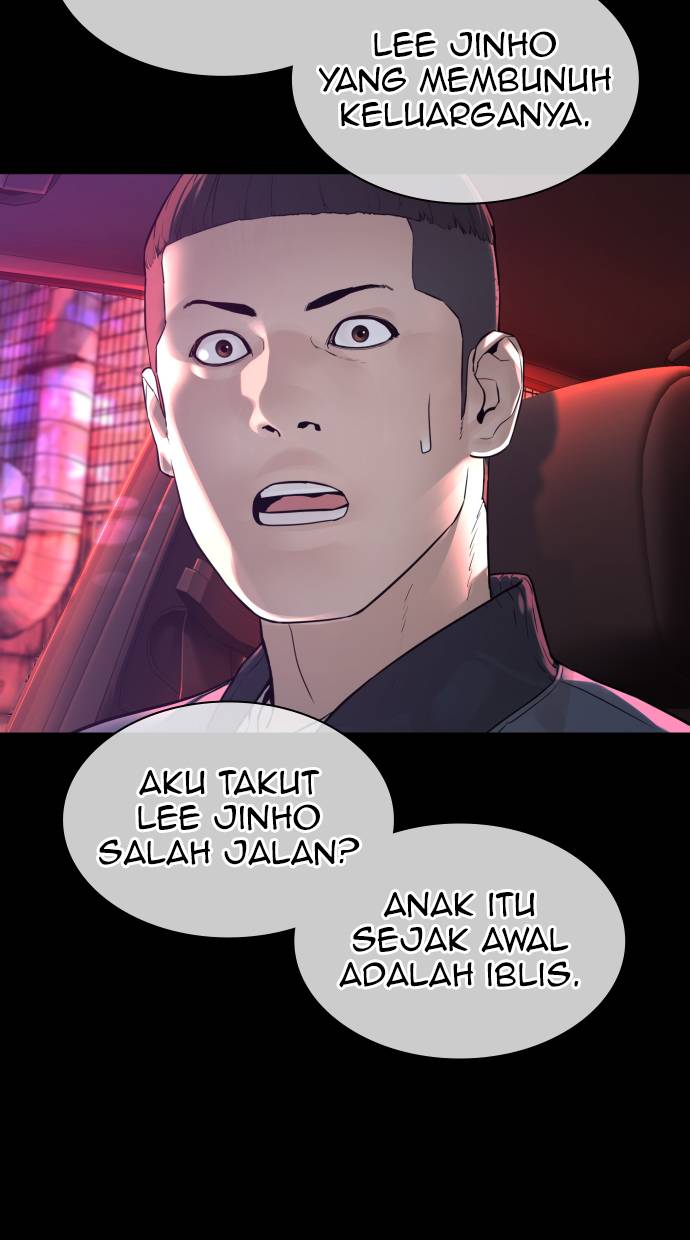 LEE JINHO
YANG MEMBUNUH
KELUARGANYA.
AKU TAKUT
LEE JINHO
SALAH JALAN?
ANAK ITU
SEJAK AWAL
ADALAH IBLIS.